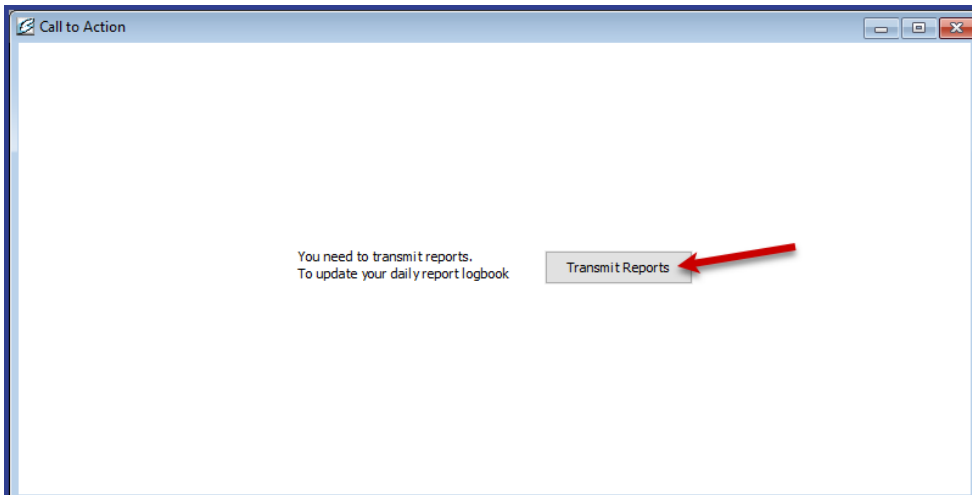 Call to Action
You need to transmit reports.
To update your daily report logbook
Transmit Reports